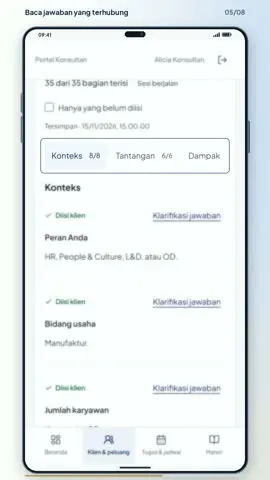 Baca jawaban yang terhubung
05/08
09:41
Portal Konsultan
Alicia Konsultan
35 dari 35 bagian terisi
Sesi berjalan
Hanya yang belum diisi
Tersimpan · 15/11/2026, 15.00.00
Konteks 8/8
Tantangan 6/6
Dampak
Konteks
Diisi klien
Klarifikasi jawaban
Peran Anda
HR, People & Culture, L&D, atau OD.
Diisi klien
Klarifikasi jawaban
Bidang usaha
Manufaktur.
Diisi klien
Klarifikasi jawaban
Jumlah karyawan
Beranda
Klien & peluang
Tugas & jadwal
Materi